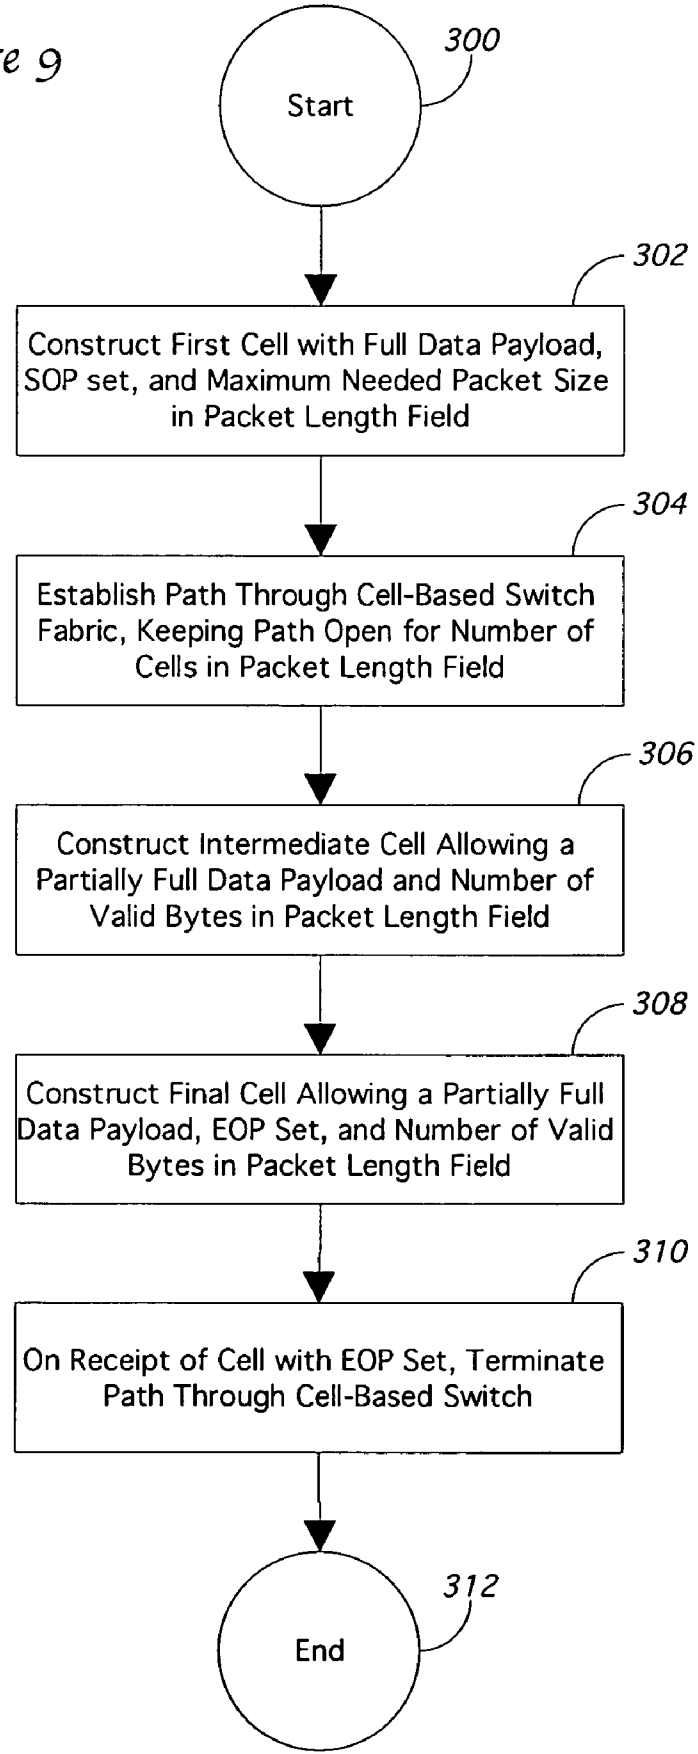 9
300
Start
302
Construct First Cell with Full Data Payload,
SOP set, and Maximum Needed Packet Size
in Packet Length Field
304
Establish Path Through Cell-Based Switch
Fabric, Keeping Path Open for Number of
Cells in Packet Length Field
306
Construct Intermediate Cell Allowing a
Partially Full Data Payload and Number of
Valid Bytes in Packet Length Field
308
Construct Final Cell Allowing a Partially Full
Data Payload, EOP Set, and Number of Valid
Bytes in Packet Length Field
310
On Receipt of Cell with EOP Set, Terminate
Path Through Cell-Based Switch
312
End